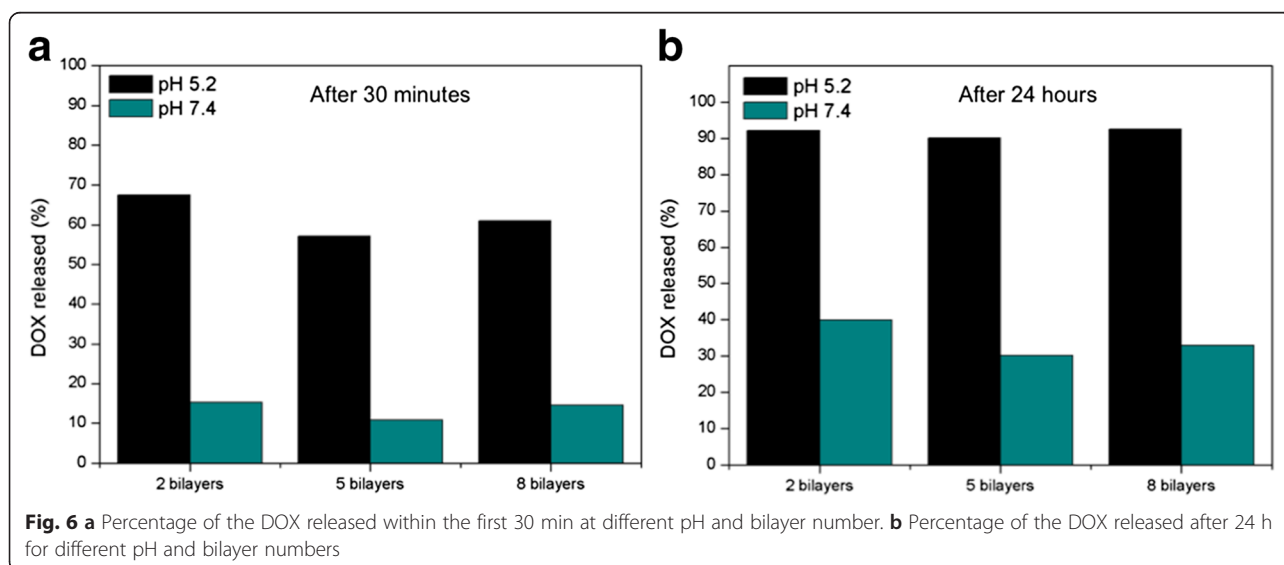 a
100
90
80
70
60
50
40
30
20
10
0
DOX released (%)
pH 5.2
pH 7.4
After 30 minutes
2 bilayers
5 bilayers
8 bilayers
b
100
90
80
70
60
50
40
30
20
10
0
DOX released (%)
pH 5.2
pH 7.4
After 24 hours
2 bilayers
5 bilayers
8 bilayers
Fig. 6 a Percentage of the DOX released within the first 30 min at different pH and bilayer number. b Percentage of the DOX released after 24 h
for different pH and bilayer numbers